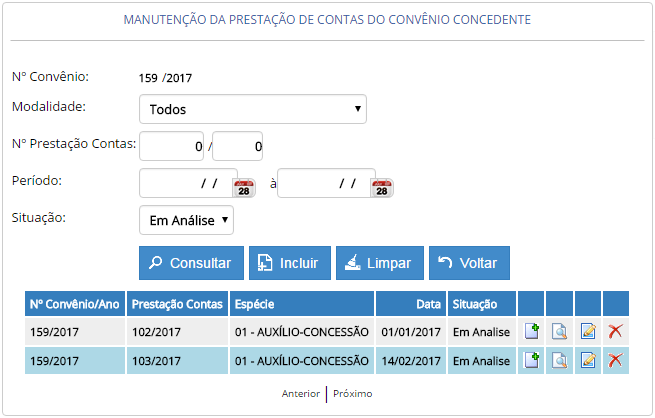 MANUTENÇÃO DA PRESTAÇÃO DE CONTAS DO CONVÊNIO CONCEDENTE
Nº Convênio: 159 /2017
Modalidade: Todos
Nº Prestação Contas: 0 / 0
Período: / / 28 à / / 28
Situação: Em Análise
Consultar Incluir Limpar Voltar
Nº Convênio/Ano Prestação Contas Espécie Data Situação
159/2017 102/2017 01 - AUXÍLIO-CONCESSÃO 01/01/2017 Em Analise
159/2017 103/2017 01 - AUXÍLIO-CONCESSÃO 14/02/2017 Em Analise
Anterior | Próximo